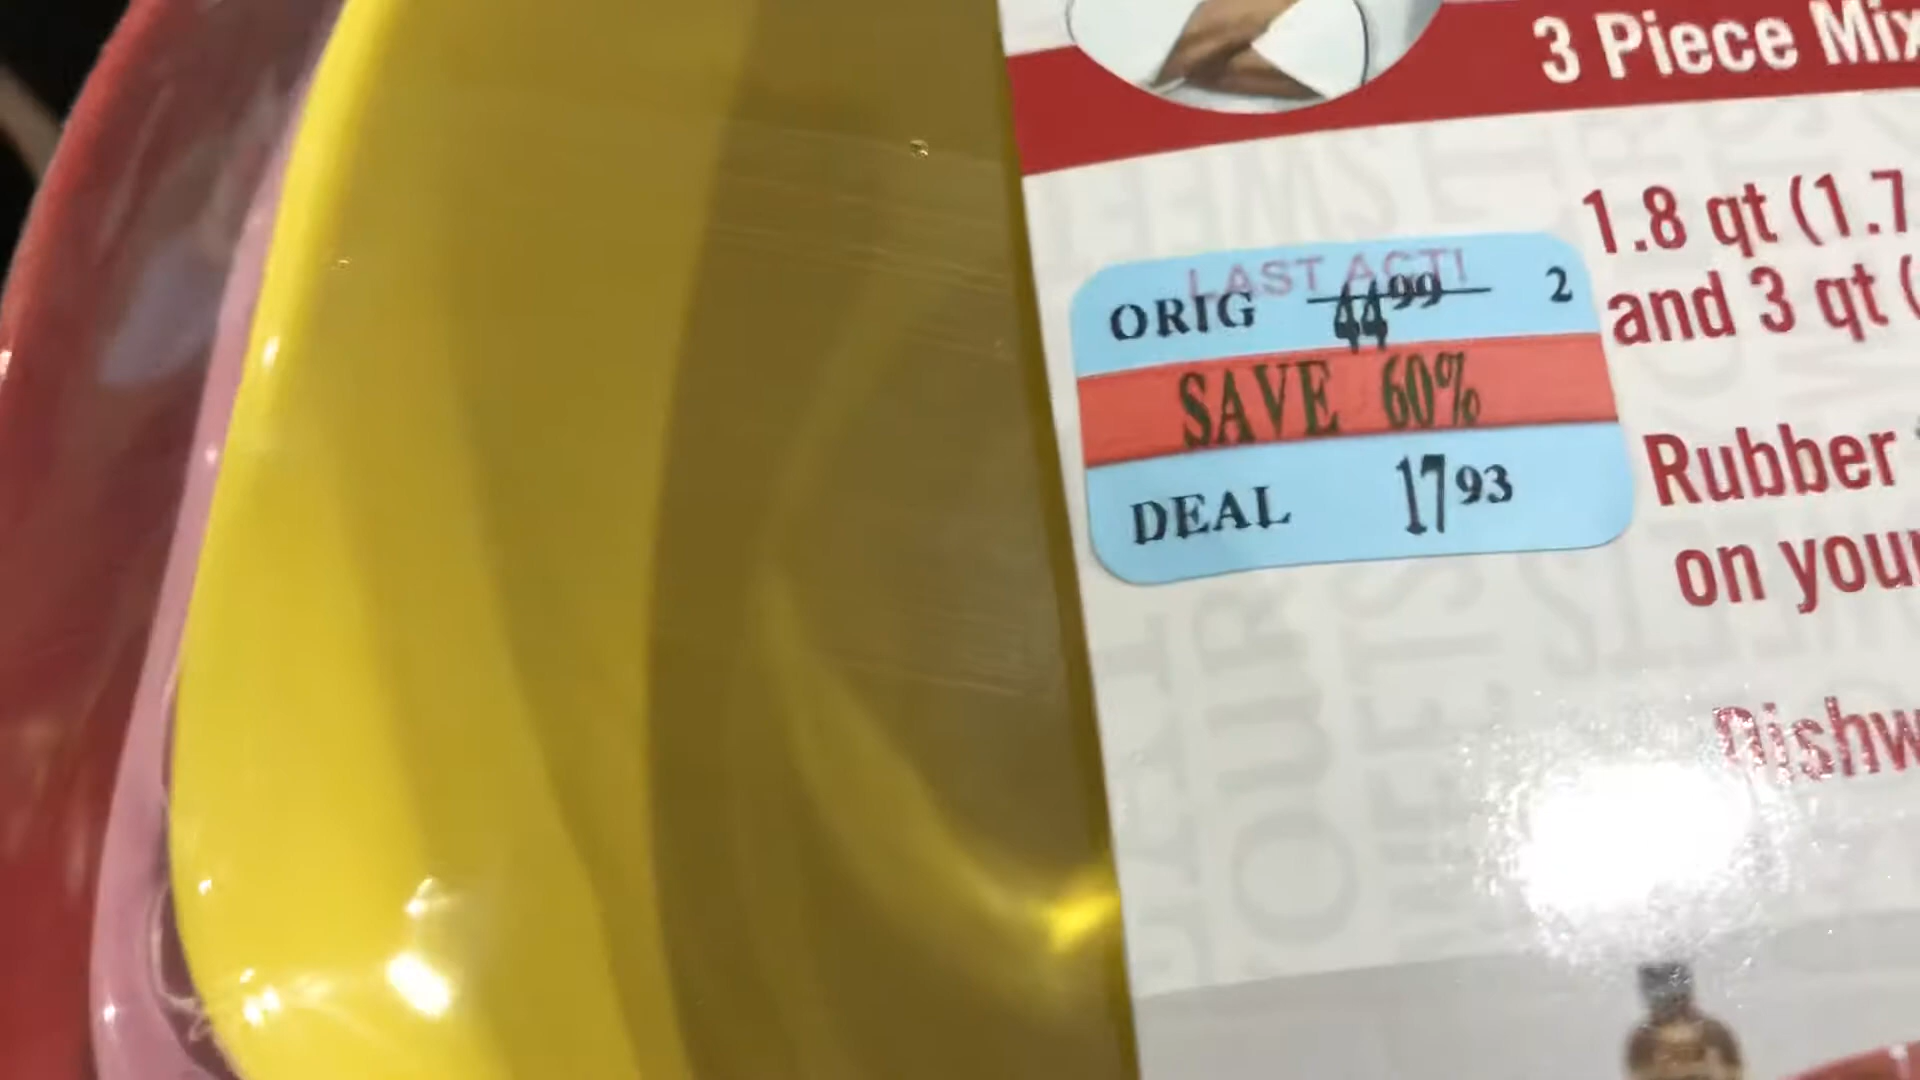 3 Piece Mix
1.8 qt (1.7
and 3 qt (
LAST ACT!
ORIG 44.99 2
SAVE 60%
DEAL 17.93
Rubber
on your
Dishw